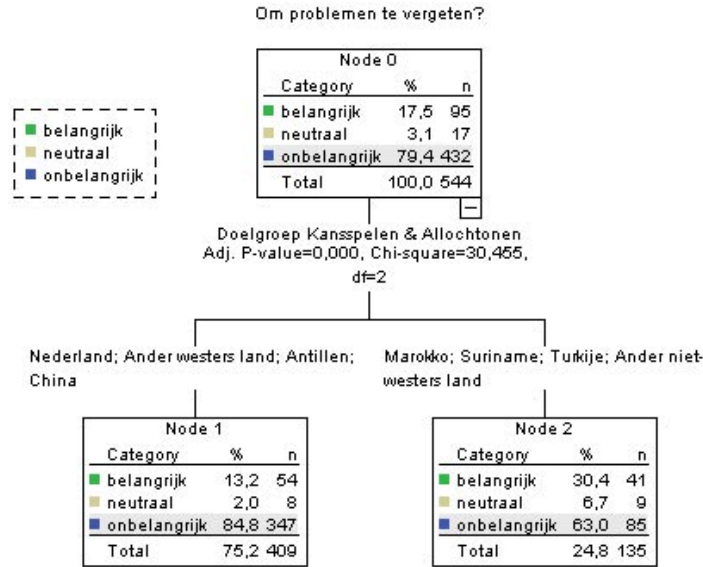 Om problemen te vergeten?
Node 0
Category % n
belangrijk 17,5 95
neutraal 3,1 17
onbelangrijk 79,4 432
Total 100,0 544
belangrijk
neutraal
onbelangrijk
Doelgroep Kansspelen & Allochtonen
Adj. P-value=0,000, Chi-square=30,455,
df=2
Nederland; Ander westers land; Antillen;
China
Marokko; Suriname; Turkije; Ander niet-
westers land
Node 1
Category % n
belangrijk 13,2 54
neutraal 2,0 8
onbelangrijk 84,8 347
Total 75,2 409
Node 2
Category % n
belangrijk 30,4 41
neutraal 6,7 9
onbelangrijk 63,0 85
Total 24,8 135